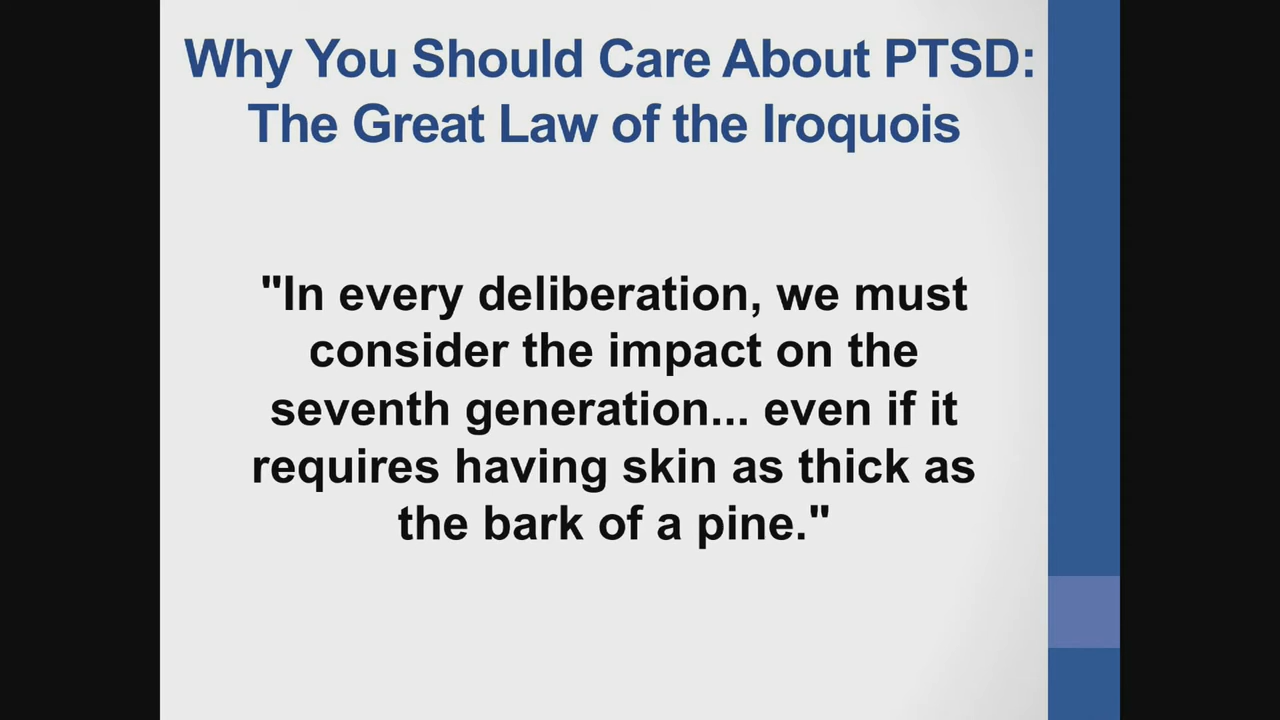 Why You Should Care About PTSD:
The Great Law of the Iroquois
"In every deliberation, we must
consider the impact on the
seventh generation... even if it
requires having skin as thick as
the bark of a pine."